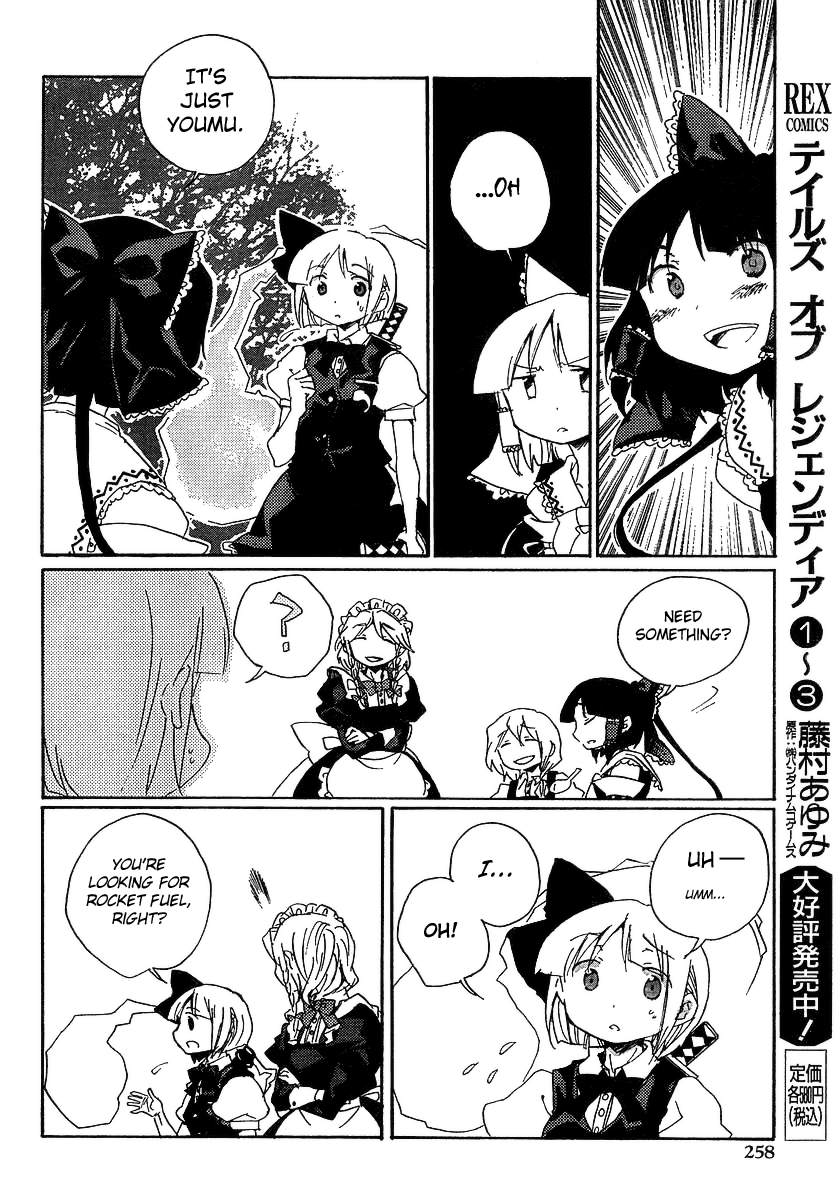 ...OH
IT'S
JUST
YOUMU.
NEED
SOMETHING?
?
UH—
UMM...
I...
OH!
YOU'RE
LOOKING FOR
ROCKET FUEL,
RIGHT?
258
REX
COMICS
テイルズ オブ レジェンディア❶〜❸
藤村あゆみ
原作:㈱バンダイナムコゲームス
大好評発売中!
定価
各580円
(税込)